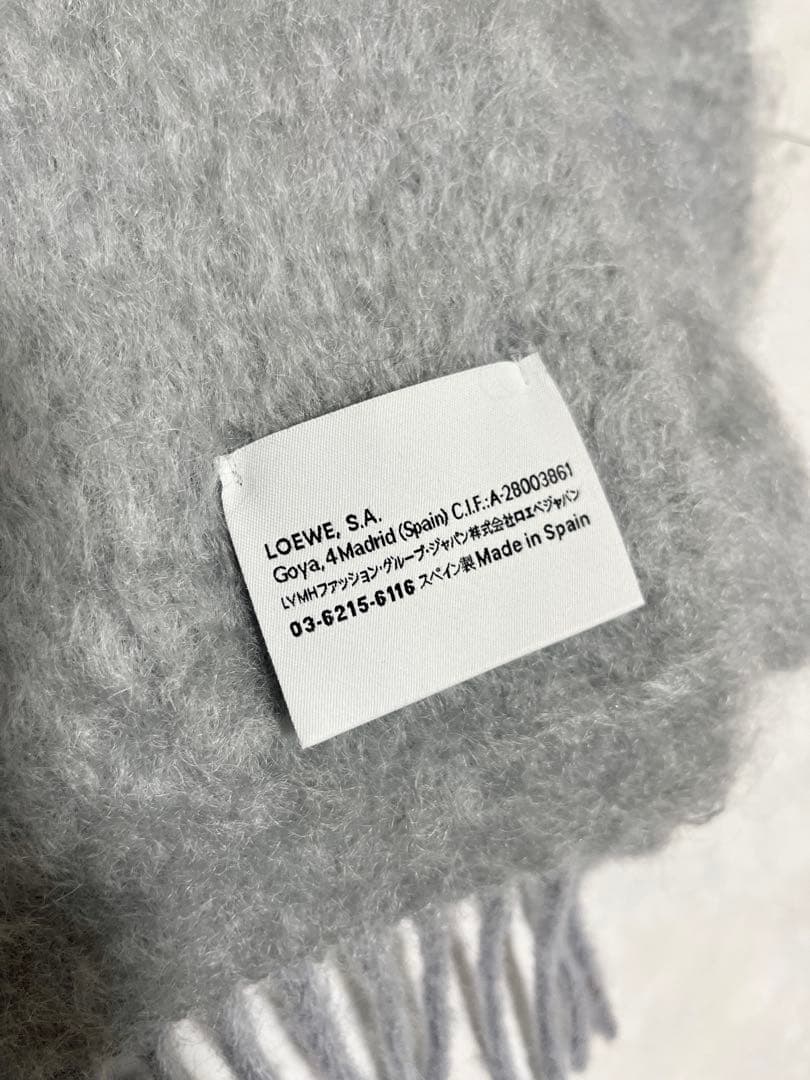 LOEWE, S.A.
Goya, 4 Madrid (Spain) C.I.F.:A-28003861
LVMHファッション・グループ・ジャパン株式会社ロエベジャパン
03-6215-6116 スペイン製 Made in Spain